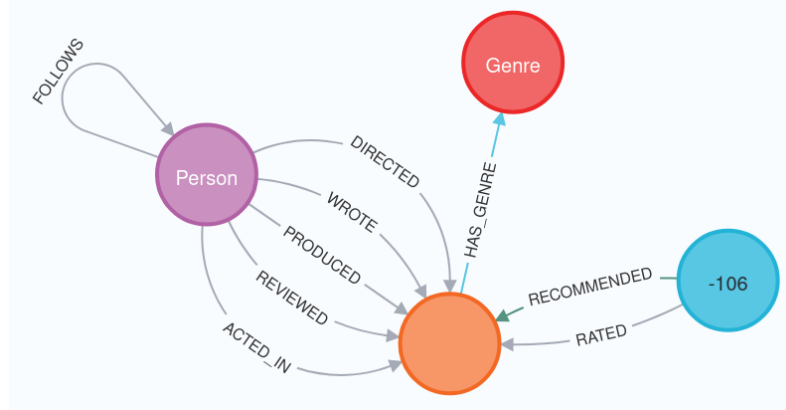 FOLLOWS
Person
Genre
DIRECTED
WROTE
PRODUCED
REVIEWED
ACTED_IN
HAS_GENRE
RECOMMENDED
RATED
-106